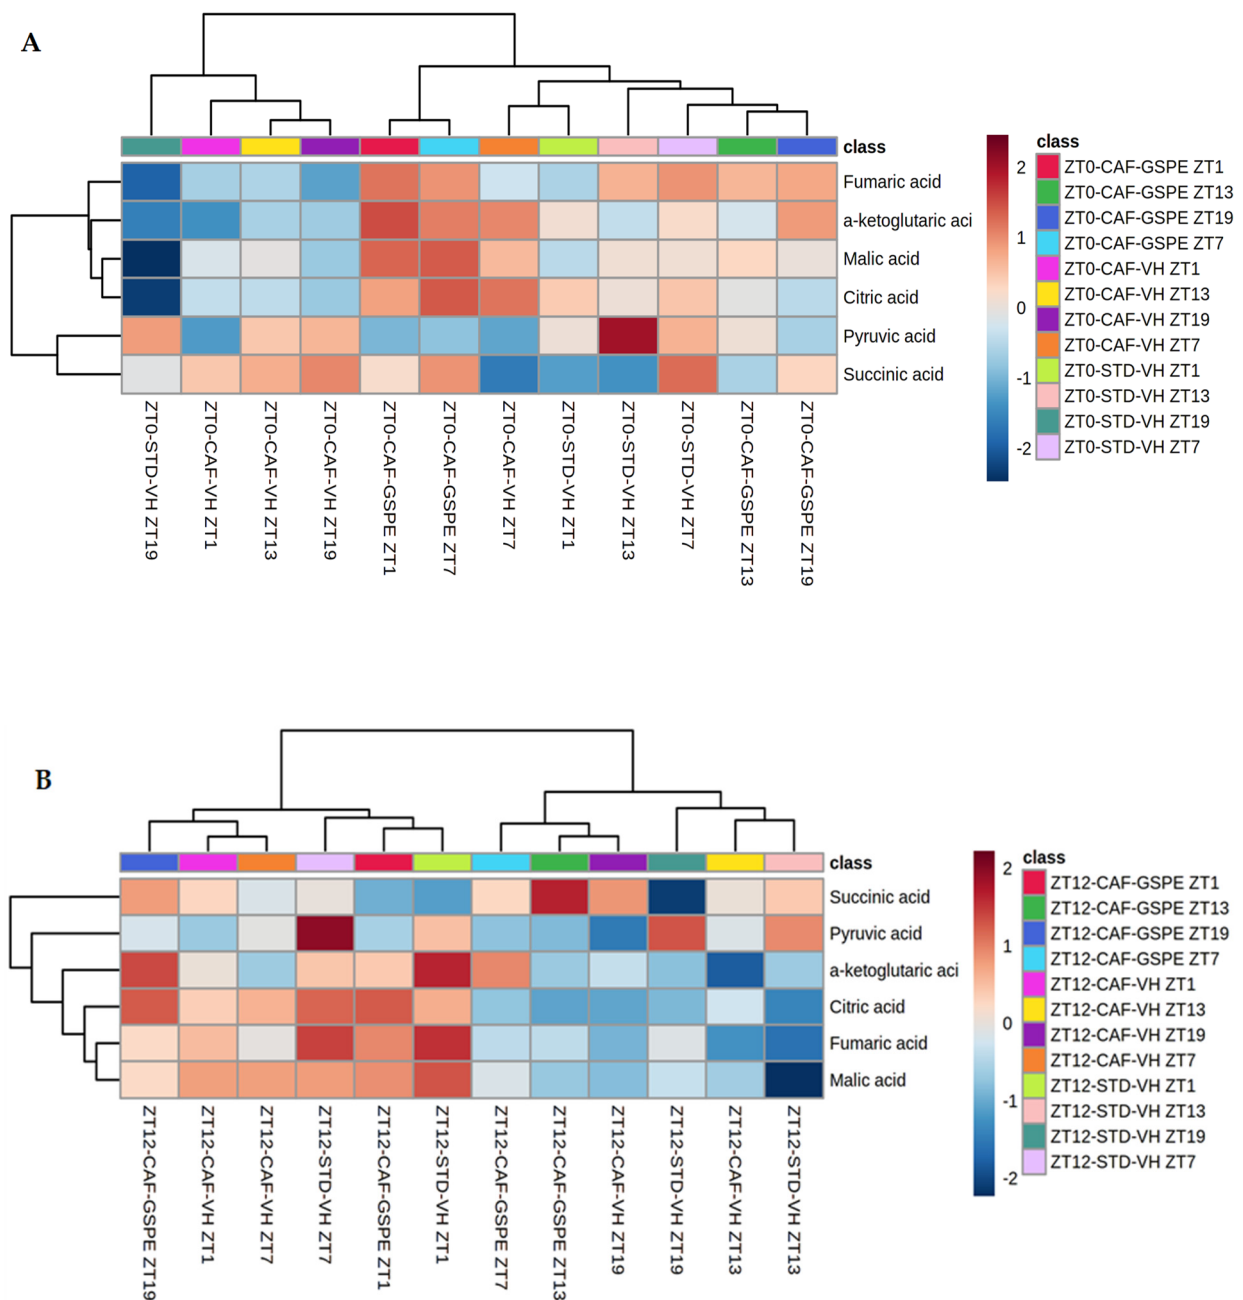 A
class
Fumaric acid
a-ketoglutaric aci
Malic acid
Citric acid
Pyruvic acid
Succinic acid
ZT0-STD-VH ZT19
ZT0-CAF-VH ZT1
ZT0-CAF-VH ZT13
ZT0-CAF-VH ZT19
ZT0-CAF-GSPE ZT1
ZT0-CAF-GSPE ZT7
ZT0-CAF-VH ZT7
ZT0-STD-VH ZT1
ZT0-STD-VH ZT13
ZT0-STD-VH ZT7
ZT0-CAF-GSPE ZT13
ZT0-CAF-GSPE ZT19
2
1
0
-1
-2
class
ZT0-CAF-GSPE ZT1
ZT0-CAF-GSPE ZT13
ZT0-CAF-GSPE ZT19
ZT0-CAF-GSPE ZT7
ZT0-CAF-VH ZT1
ZT0-CAF-VH ZT13
ZT0-CAF-VH ZT19
ZT0-CAF-VH ZT7
ZT0-STD-VH ZT1
ZT0-STD-VH ZT13
ZT0-STD-VH ZT19
ZT0-STD-VH ZT7
B
class
Succinic acid
Pyruvic acid
a-ketoglutaric aci
Citric acid
Fumaric acid
Malic acid
ZT12-CAF-GSPE ZT19
ZT12-CAF-VH ZT1
ZT12-CAF-VH ZT7
ZT12-STD-VH ZT7
ZT12-CAF-GSPE ZT1
ZT12-STD-VH ZT1
ZT12-CAF-GSPE ZT7
ZT12-CAF-GSPE ZT13
ZT12-CAF-VH ZT19
ZT12-STD-VH ZT19
ZT12-CAF-VH ZT13
ZT12-STD-VH ZT13
2
1
0
-1
-2
class
ZT12-CAF-GSPE ZT1
ZT12-CAF-GSPE ZT13
ZT12-CAF-GSPE ZT19
ZT12-CAF-GSPE ZT7
ZT12-CAF-VH ZT1
ZT12-CAF-VH ZT13
ZT12-CAF-VH ZT19
ZT12-CAF-VH ZT7
ZT12-STD-VH ZT1
ZT12-STD-VH ZT13
ZT12-STD-VH ZT19
ZT12-STD-VH ZT7